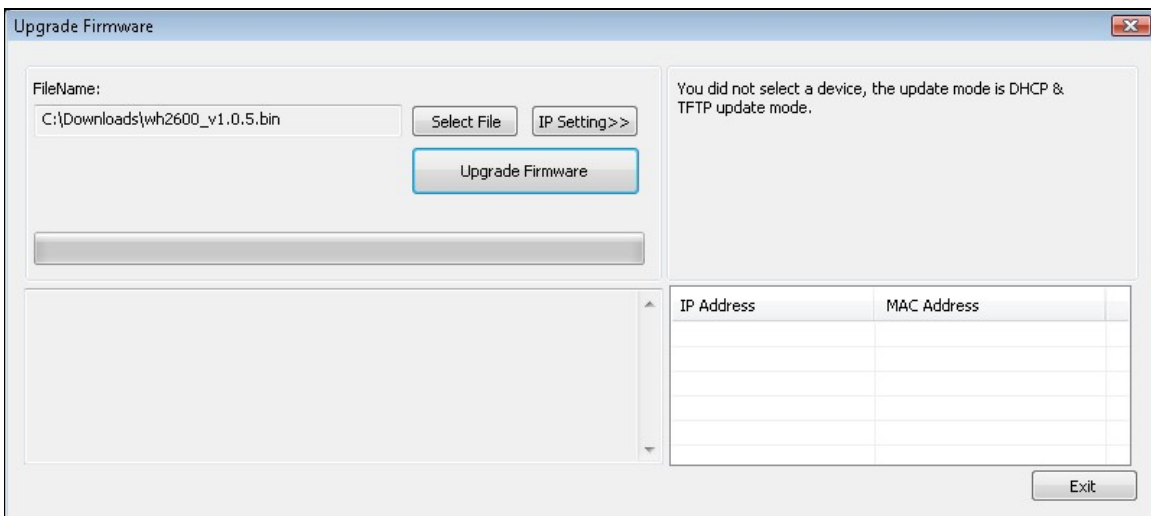 Upgrade Firmware
FileName:
C:\Downloads\wh2600_v1.0.5.bin
Select File
IP Setting>>
Upgrade Firmware
You did not select a device, the update mode is DHCP &
TFTP update mode.
IP Address
MAC Address
Exit